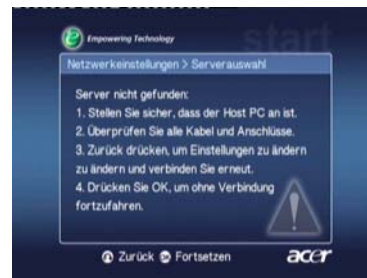 Empowering Technology
start
Netzwerkeinstellungen > Serverauswahl
Server nicht gefunden:
1. Stellen Sie sicher, dass der Host PC an ist.
2. Überprüfen Sie alle Kabel und Anschlüsse.
3. Zurück drücken, um Einstellungen zu ändern
zu ändern und verbinden Sie erneut.
4. Drücken Sie OK, um ohne Verbindung
fortzufahren.
Zurück Fortsetzen
acer